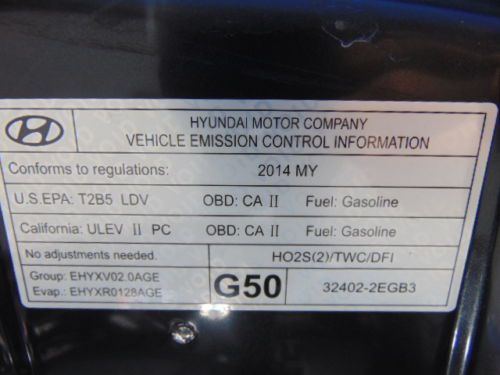 HYUNDAI MOTOR COMPANY
VEHICLE EMISSION CONTROL INFORMATION
Conforms to regulations: 2014 MY
U.S.EPA: T2B5 LDV OBD: CA II Fuel: Gasoline
California: ULEV II PC OBD: CA II Fuel: Gasoline
No adjustments needed. HO2S(2)/TWC/DFI
Group: EHYXV02.0AGE
Evap.: EHYXR0128AGE
G50 32402-2EGB3